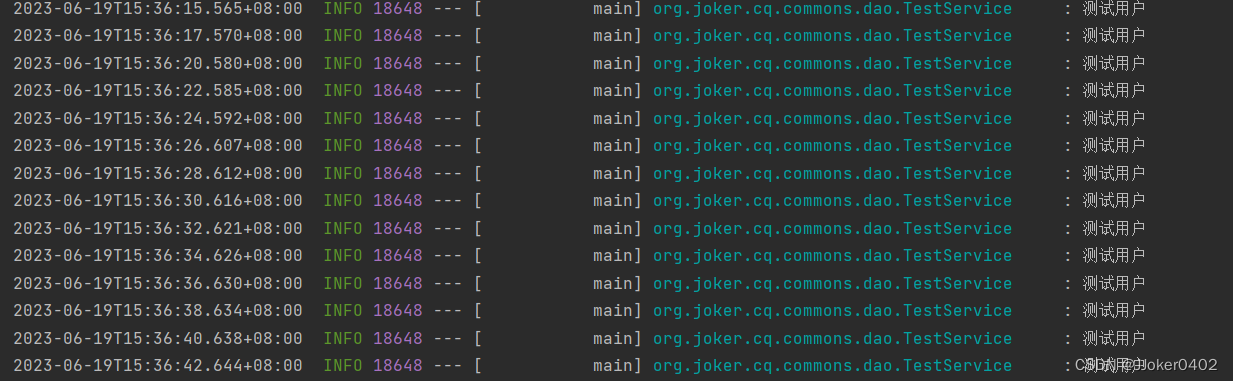 2023-06-19T15:36:15.565+08:00  INFO 18648 --- [           main] org.joker.cq.commons.dao.TestService     : 测试用户
2023-06-19T15:36:17.570+08:00  INFO 18648 --- [           main] org.joker.cq.commons.dao.TestService     : 测试用户
2023-06-19T15:36:20.580+08:00  INFO 18648 --- [           main] org.joker.cq.commons.dao.TestService     : 测试用户
2023-06-19T15:36:22.585+08:00  INFO 18648 --- [           main] org.joker.cq.commons.dao.TestService     : 测试用户
2023-06-19T15:36:24.592+08:00  INFO 18648 --- [           main] org.joker.cq.commons.dao.TestService     : 测试用户
2023-06-19T15:36:26.607+08:00  INFO 18648 --- [           main] org.joker.cq.commons.dao.TestService     : 测试用户
2023-06-19T15:36:28.612+08:00  INFO 18648 --- [           main] org.joker.cq.commons.dao.TestService     : 测试用户
2023-06-19T15:36:30.616+08:00  INFO 18648 --- [           main] org.joker.cq.commons.dao.TestService     : 测试用户
2023-06-19T15:36:32.621+08:00  INFO 18648 --- [           main] org.joker.cq.commons.dao.TestService     : 测试用户
2023-06-19T15:36:34.626+08:00  INFO 18648 --- [           main] org.joker.cq.commons.dao.TestService     : 测试用户
2023-06-19T15:36:36.630+08:00  INFO 18648 --- [           main] org.joker.cq.commons.dao.TestService     : 测试用户
2023-06-19T15:36:38.634+08:00  INFO 18648 --- [           main] org.joker.cq.commons.dao.TestService     : 测试用户
2023-06-19T15:36:40.638+08:00  INFO 18648 --- [           main] org.joker.cq.commons.dao.TestService     : 测试用户
2023-06-19T15:36:42.644+08:00  INFO 18648 --- [           main] org.joker.cq.commons.dao.TestService     : 测试用户